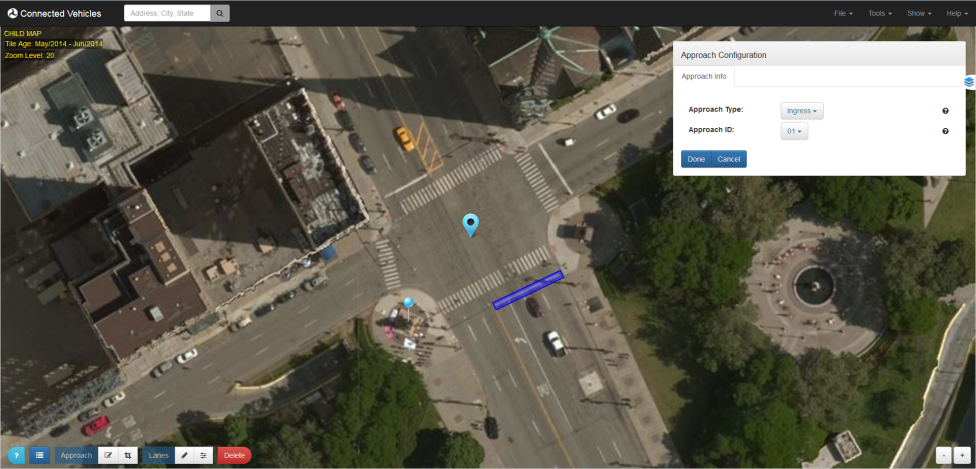 Connected Vehicles
Address, City, State
File
Tools
Show
Help
CHILD MAP
Tile Age: May/2014 - Jun/2014
Zoom Level: 20
Approach Configuration
Approach Info
Approach Type:
Ingress
Approach ID:
01
Done
Cancel
?
Approach
Lanes
Delete
-
+